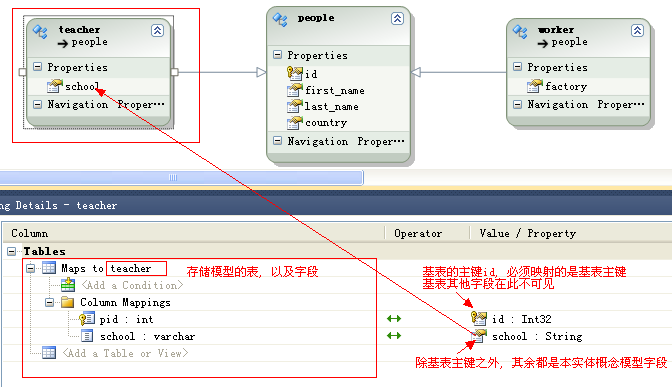 teacher
people
Properties
school
Navigation Proper···
people
Properties
id
first_name
last_name
country
Navigation Proper···
worker
people
Properties
factory
Navigation Proper···
ng Details - teacher
Column
Operator
Value / Property
Tables
Maps to teacher
存储模型的表，以及字段
<Add a Condition>
基表的主键id，必须映射的是基表主键
基表其他字段在此不可见
Column Mappings
pid : int
id : Int32
school : varchar
school : String
<Add a Table or View>
除基表主键之外，其余都是本实体概念模型字段